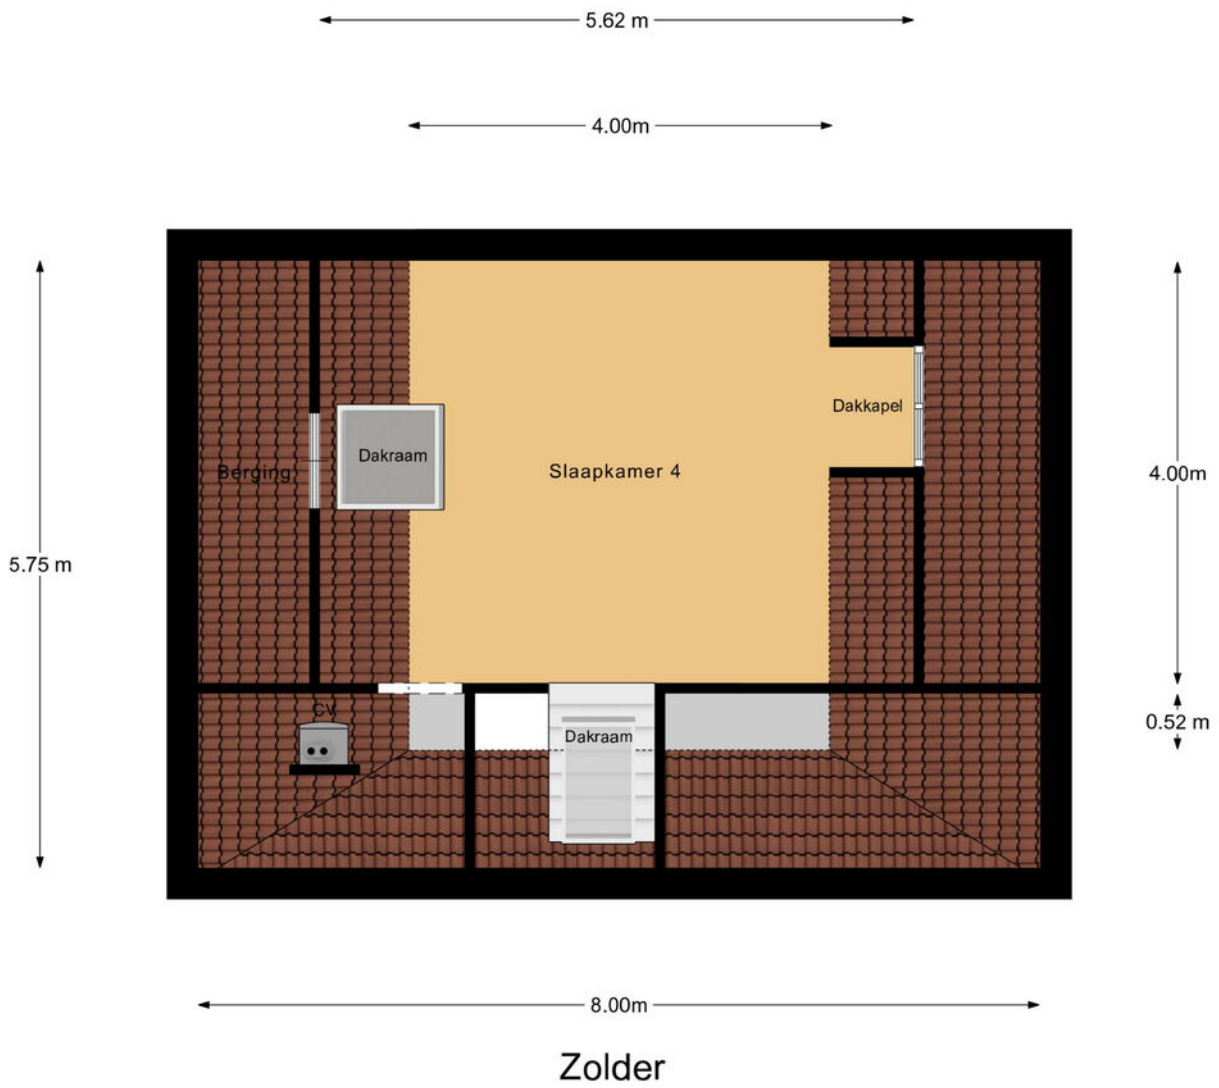 5.62 m
4.00m
Dakkapel
Dakraam
Berging
Slaapkamer 4
4.00m
5.75 m
CV
0.52 m
Dakraam
8.00m
Zolder